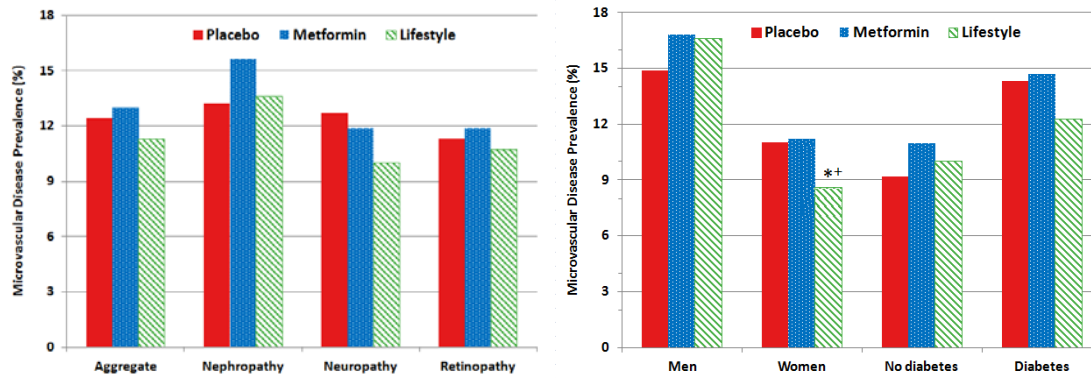 Microvascular Disease Prevalence (%)
18
15
12
9
6
3
0
Placebo Metformin Lifestyle
Aggregate Nephropathy Neuropathy Retinopathy
Microvascular Disease Prevalence (%)
18
15
12
9
6
3
0
Placebo Metformin Lifestyle
*+
Men Women No diabetes Diabetes